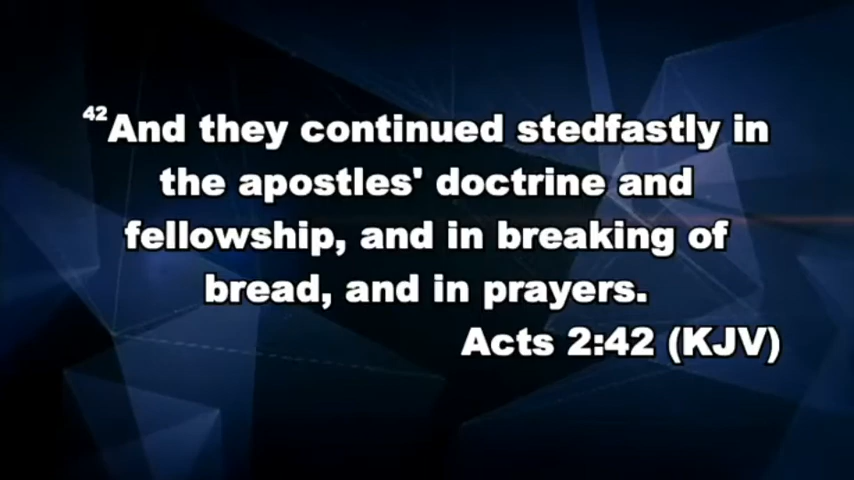 42And they continued stedfastly in
the apostles' doctrine and
fellowship, and in breaking of
bread, and in prayers.
Acts 2:42 (KJV)